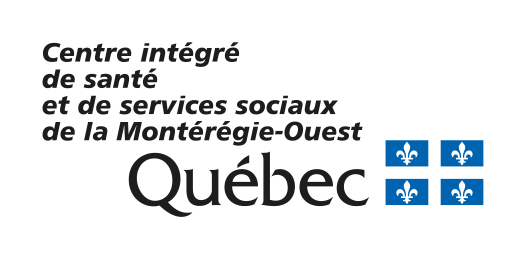 Centre intégré
de santé
et de services sociaux
de la Montérégie-Ouest
Québec